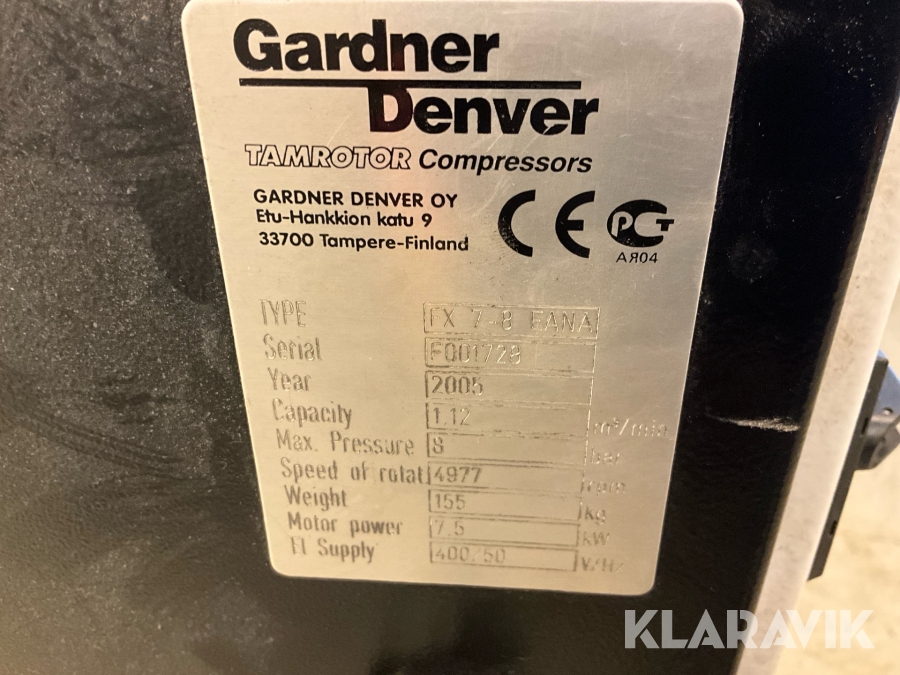 Gardner
Denver
TAMROTOR Compressors
GARDNER DENVER OY
Etu-Hankkion katu 9
33700 Tampere-Finland
CE
PCT
АЯ04
TYPE FX 7-8 EANA
Serial F001729
Year 2005
Capacity 1.12 m³/min
Max. Pressure 8 bar
Speed of rotat 4977 rpm
Weight 155 kg
Motor power 7.5 kW
El Supply 400/50 V/Hz
KLARAVIK